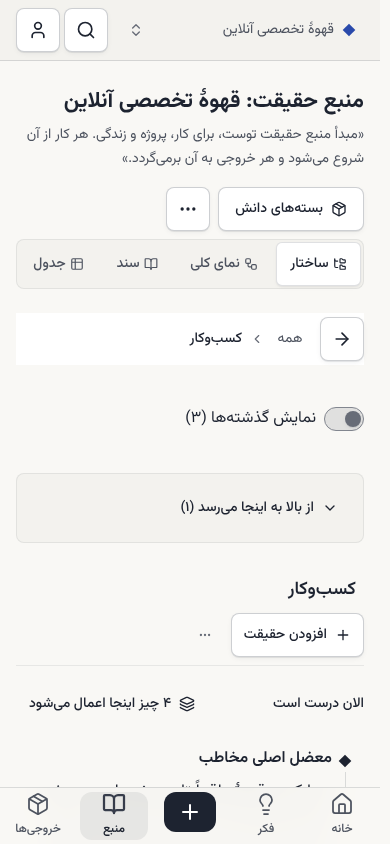 قهوهٔ تخصصی آنلاین
منبع حقیقت: قهوهٔ تخصصی آنلاین
«مبدأ منبع حقیقت توست، برای کار، پروژه و زندگی. هر کار از آن
شروع می‌شود و هر خروجی به آن برمی‌گردد.»
بسته‌های دانش
ساختار
نمای کلی
سند
جدول
همه
کسب‌وکار
نمایش گذشته‌ها (۳)
از بالا به اینجا می‌رسد (۱)
کسب‌وکار
افزودن حقیقت
الان درست است
۴ چیز اینجا اعمال می‌شود
معضل اصلی مخاطب
خانه
فکر
منبع
خروجی‌ها